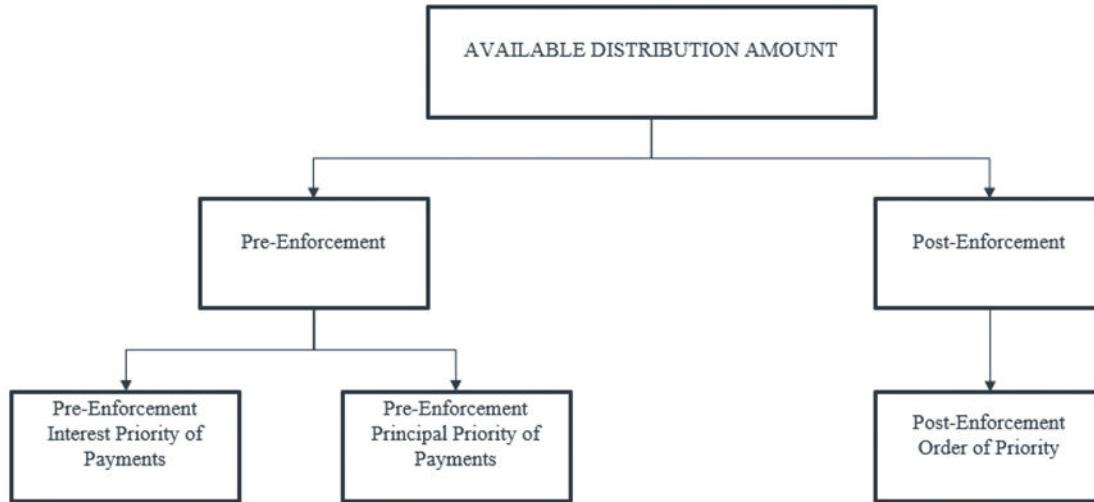 AVAILABLE DISTRIBUTION AMOUNT
Pre-Enforcement
Post-Enforcement
Pre-Enforcement
Interest Priority of
Payments
Pre-Enforcement
Principal Priority of
Payments
Post-Enforcement
Order of Priority